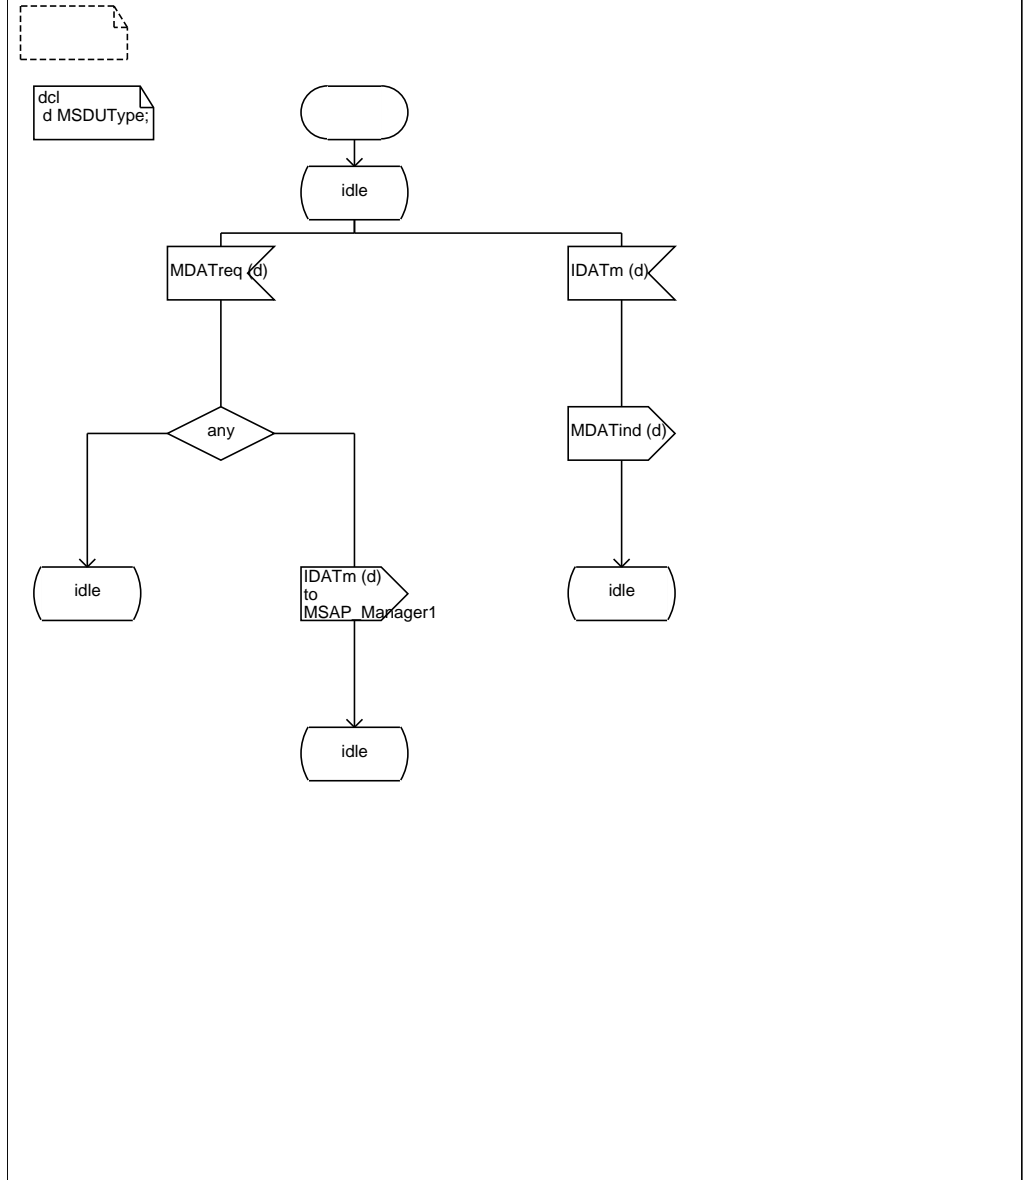 dcl
d MSDUType;
idle
MDATreq (d)
IDATm (d)
any
MDATind (d)
idle
IDATm (d)
to
MSAP_Manager1
idle
idle